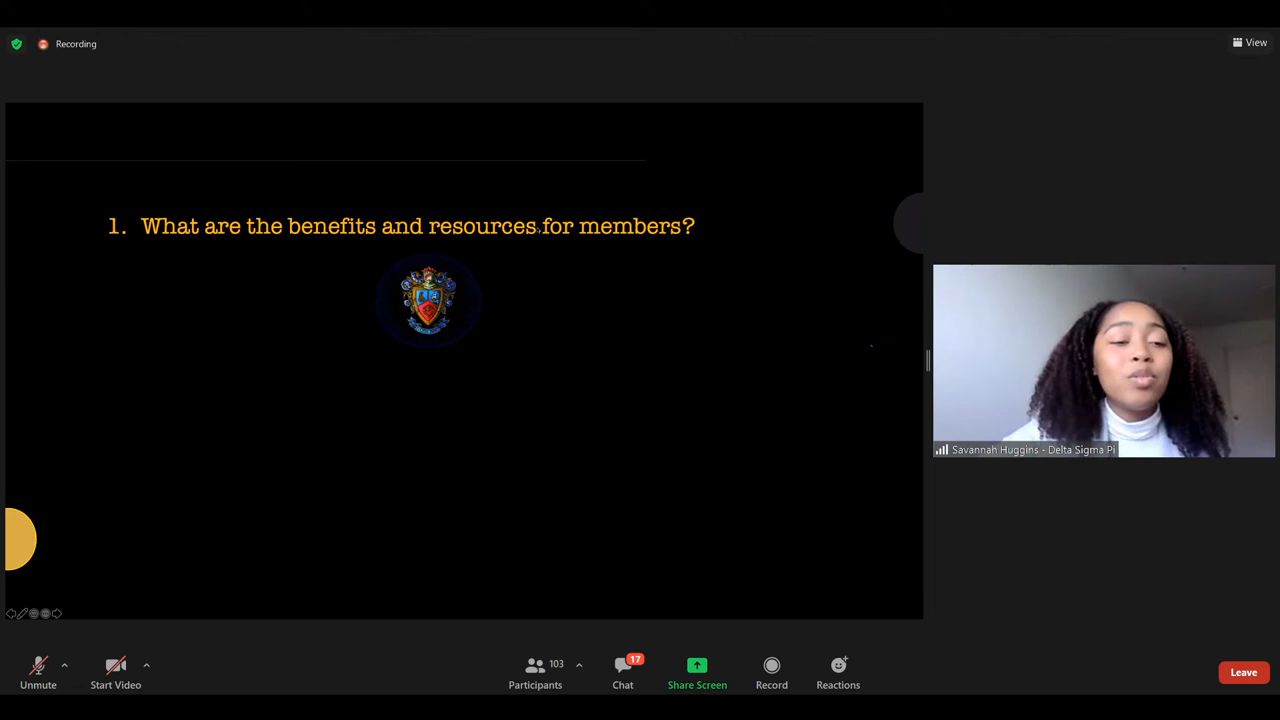 Recording
View
1. What are the benefits and resources for members?
Savannah Huggins - Delta Sigma Pi
Unmute
Start Video
103
Participants
17
Chat
Share Screen
Record
Reactions
Leave